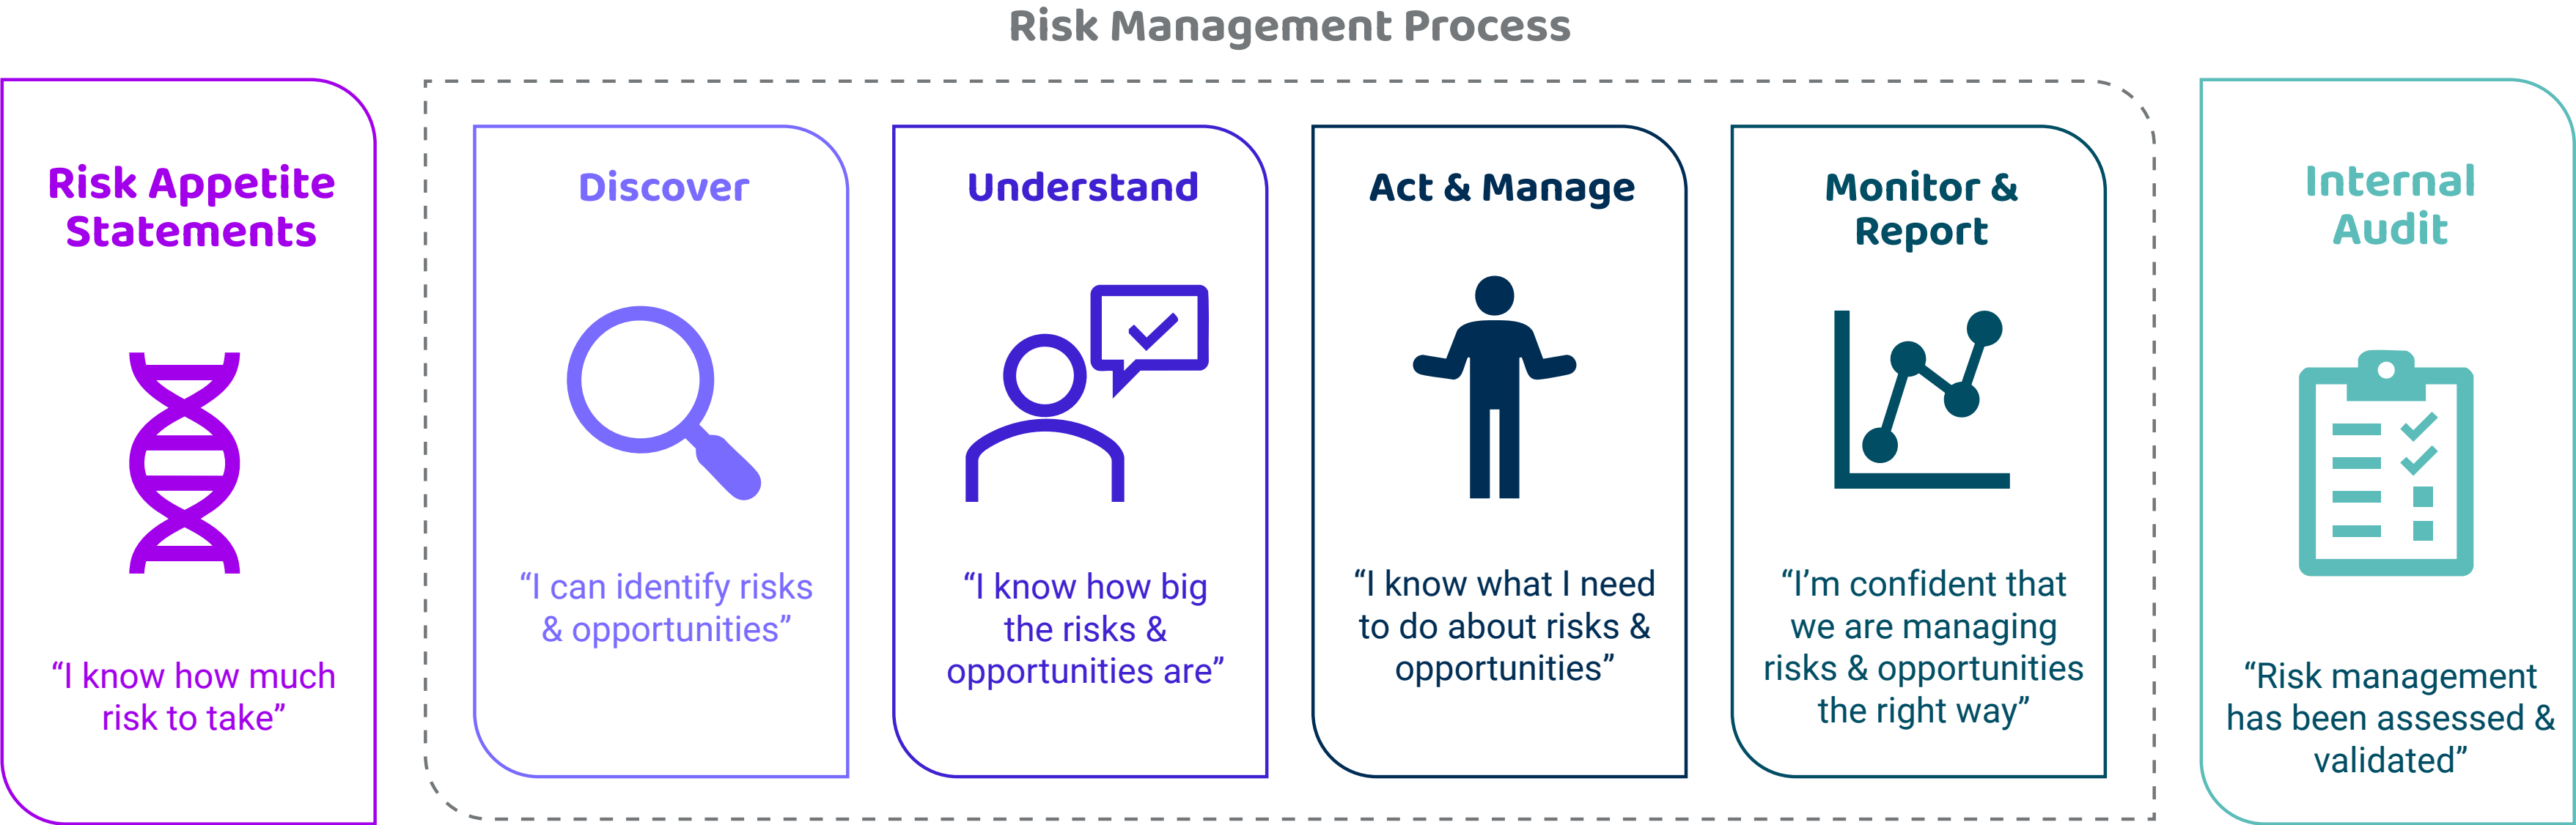 Risk Management Process
Risk Appetite
Statements
“I know how much
risk to take”
Discover
“I can identify risks
& opportunities”
Understand
“I know how big
the risks &
opportunities are”
Act & Manage
“I know what I need
to do about risks &
opportunities”
Monitor &
Report
“I’m confident that
we are managing
risks & opportunities
the right way”
Internal
Audit
“Risk management
has been assessed &
validated”